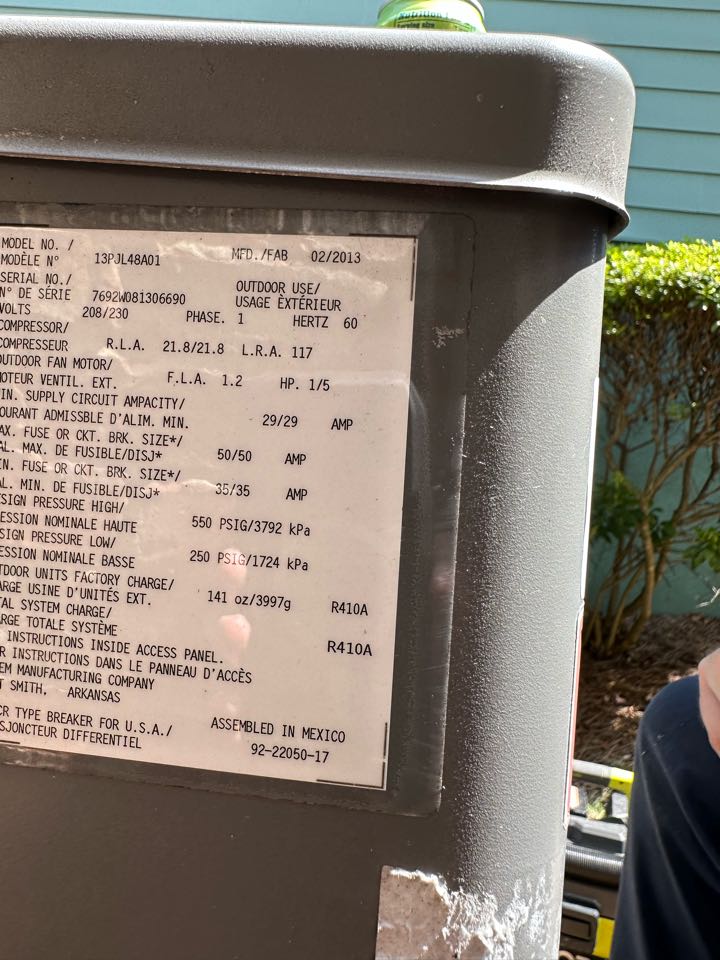 Nutrition
Serving size
MODEL NO. /
MODÈLE N° 13PJL48A01 MFD./FAB 02/2013
SERIAL NO./ OUTDOOR USE/
N° DE SÉRIE 7692W081306690 USAGE ÈXTÉRIEUR
VOLTS 208/230 PHASE. 1 HERTZ 60
COMPRESSOR/
COMPRESSEUR R.L.A. 21.8/21.8 L.R.A. 117
OUTDOOR FAN MOTOR/
MOTEUR VENTIL. EXT. F.L.A. 1.2 HP. 1/5
IN. SUPPLY CIRCUIT AMPACITY/
OURANT ADMISSBLE D'ALIM. MIN. 29/29 AMP
AX. FUSE OR CKT. BRK. SIZE*/
AL. MAX. DE FUSIBLE/DISJ* 50/50 AMP
IN. FUSE OR CKT. BRK. SIZE*/
AL. MIN. DE FUSIBLE/DISJ* 35/35 AMP
SIGN PRESSURE HIGH/
ESSION NOMINALE HAUTE 550 PSIG/3792 kPa
SIGN PRESSURE LOW/
ESSION NOMINALE BASSE 250 PSIG/1724 kPa
TDOOR UNITS FACTORY CHARGE/
ARGE USINE D'UNITÉS EXT. 141 oz/3997g R410A
TAL SYSTEM CHARGE/
ARGE TOTALE SYSTÈME R410A
INSTRUCTIONS INSIDE ACCESS PANEL.
R INSTRUCTIONS DANS LE PANNEAU D'ACCÈS
EM MANUFACTURING COMPANY
T SMITH, ARKANSAS
CR TYPE BREAKER FOR U.S.A./ ASSEMBLED IN MEXICO
SJONCTEUR DIFFERENTIEL 92-22050-17